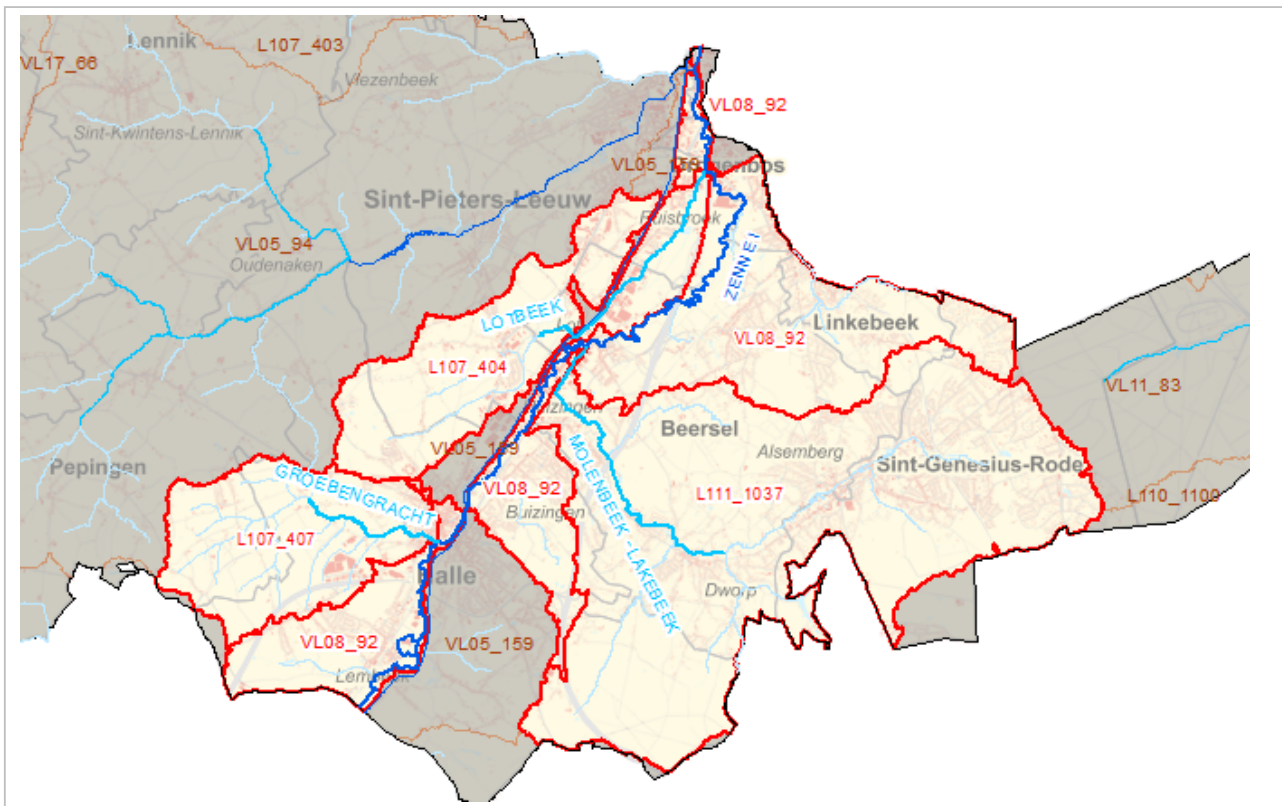 Lennik
L107_403
VL17_66
Vlezenbeek
VL08_92
Sint-Kwintens-Lennik
Sint-Pieters-Leeuw
Ruisbroek
VL05_94
Oudenaken
ZENNE I
LOTBEEK
Linkebeek
VL08_92
L107_404
VL11_83
Beersel
Alsemberg
VL05_159
Pepingen
Sint-Genesius-Rode
GROEBENGRACHT
VL08_92
L111_1037
Buizingen
MOLENBEEK - LAKEBEEK
L107_407
Halle
Dworp
VL08_92
VL05_159